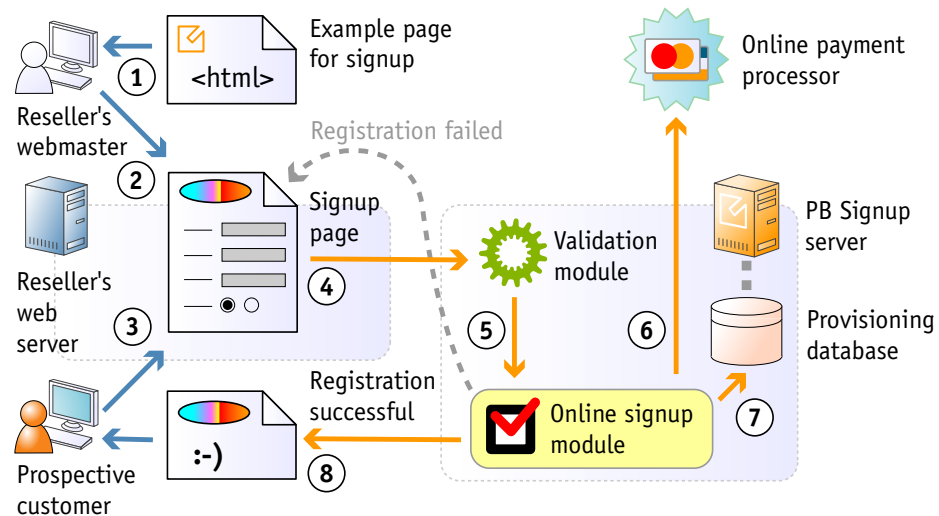 Example page
for signup
<html>
1
Reseller's
webmaster
Online payment
processor
Registration failed
2
Signup
page
PB Signup
server
Validation
module
Reseller's
web
server
3
4
5
6
Provisioning
database
Registration
successful
Online signup
module
7
:-)
8
Prospective
customer